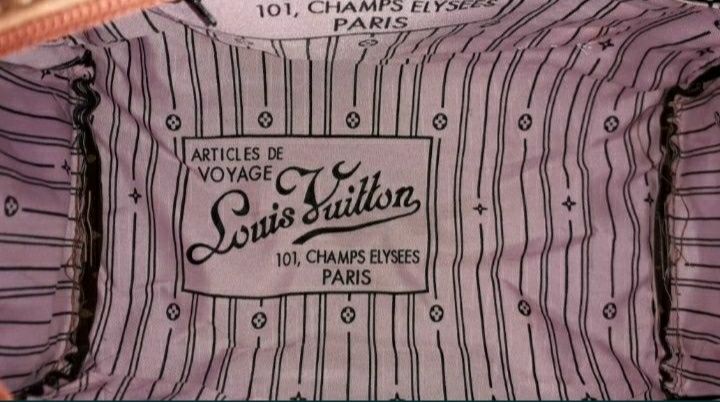 101, CHAMPS ELYSEES
PARIS
ARTICLES DE
VOYAGE
Louis Vuitton
101, CHAMPS ELYSEES
PARIS